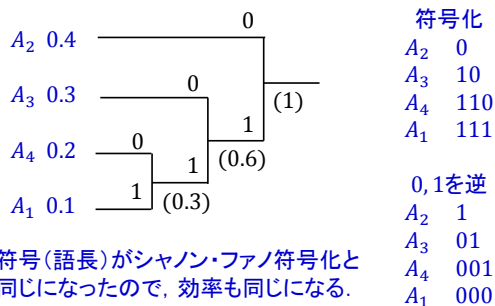 A₂ 0.4
0
A₃ 0.3
0
(1)
A₄ 0.2
0
1
(0.6)
A₁ 0.1
1
1
(0.3)
符号化
A₂ 0
A₃ 10
A₄ 110
A₁ 111
0, 1を逆
A₂ 1
A₃ 01
A₄ 001
A₁ 000
符号(語長)がシャノン・ファノ符号化と
同じになったので, 効率も同じになる.